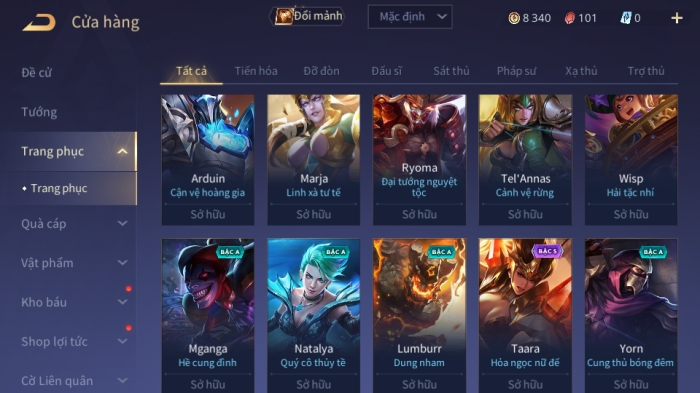 Cửa hàng
Đổi mảnh
Mặc định
8 340
101
0
Đề cử
Tướng
Trang phục
Trang phục
Quà cáp
Vật phẩm
Kho báu
Shop lợi tức
Cờ Liên quân
Tất cả
Tiến hóa
Đỡ đòn
Đấu sĩ
Sát thủ
Pháp sư
Xạ thủ
Trợ thủ
Arduin
Cận vệ hoàng gia
Sở hữu
Marja
Linh xà tư tế
Sở hữu
Ryoma
Đại tướng nguyệt
tộc
Sở hữu
Tel'Annas
Cảnh vệ rừng
Sở hữu
Wisp
Hải tặc nhí
Sở hữu
BẬC A
Mganga
Hề cung đình
Sở hữu
BẬC A
Natalya
Quý cô thủy tề
Sở hữu
BẬC A
Lumburr
Dung nham
Sở hữu
BẬC S
Taara
Hỏa ngọc nữ đế
Sở hữu
BẬC A
Yorn
Cung thủ bóng đêm
Sở hữu